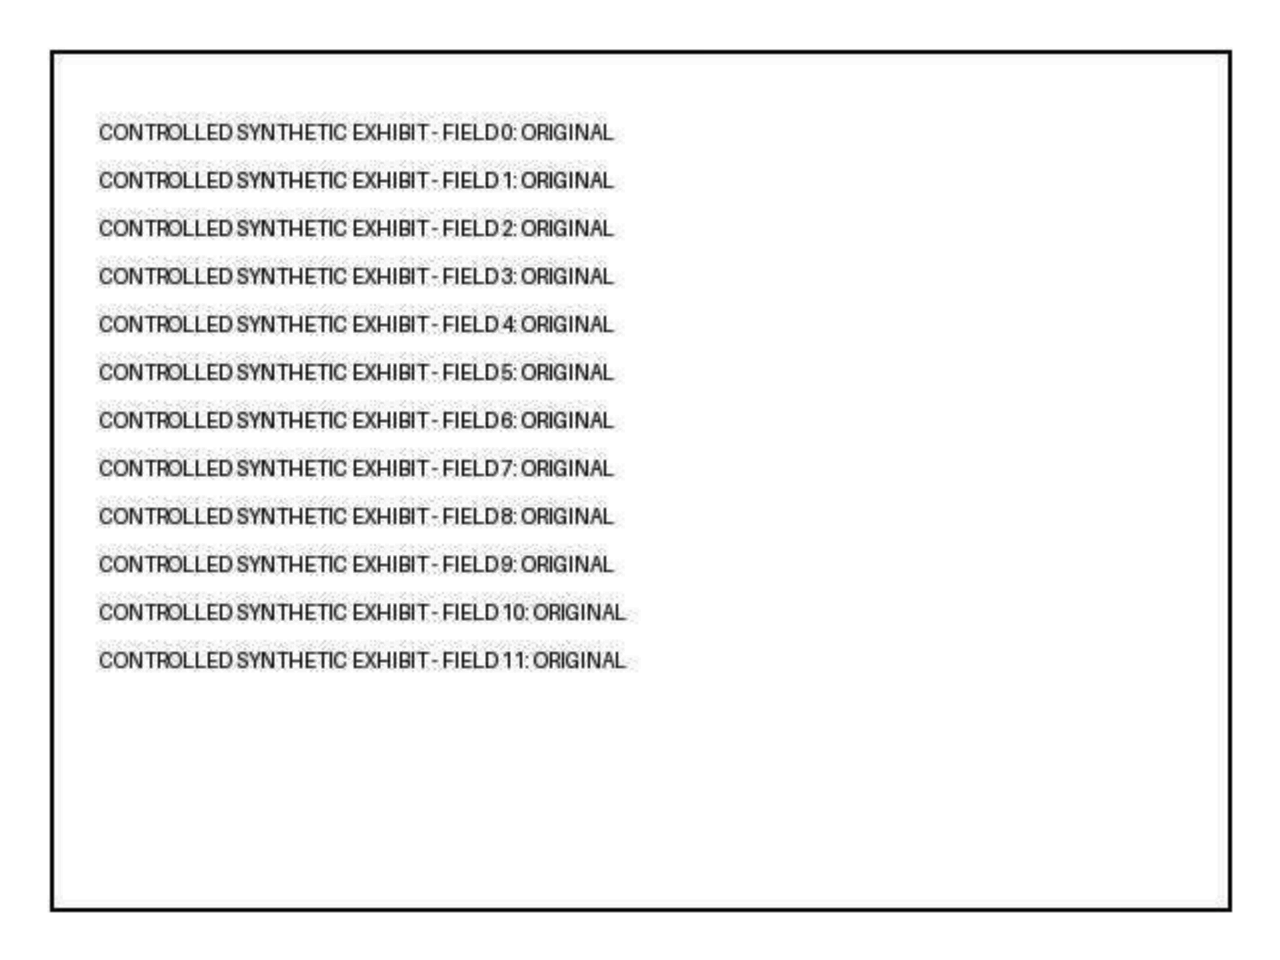 CONTROLLED SYNTHETIC EXHIBIT - FIELD 0: ORIGINAL
CONTROLLED SYNTHETIC EXHIBIT - FIELD 1: ORIGINAL
CONTROLLED SYNTHETIC EXHIBIT - FIELD 2: ORIGINAL
CONTROLLED SYNTHETIC EXHIBIT - FIELD 3: ORIGINAL
CONTROLLED SYNTHETIC EXHIBIT - FIELD 4: ORIGINAL
CONTROLLED SYNTHETIC EXHIBIT - FIELD 5: ORIGINAL
CONTROLLED SYNTHETIC EXHIBIT - FIELD 6: ORIGINAL
CONTROLLED SYNTHETIC EXHIBIT - FIELD 7: ORIGINAL
CONTROLLED SYNTHETIC EXHIBIT - FIELD 8: ORIGINAL
CONTROLLED SYNTHETIC EXHIBIT - FIELD 9: ORIGINAL
CONTROLLED SYNTHETIC EXHIBIT - FIELD 10: ORIGINAL
CONTROLLED SYNTHETIC EXHIBIT - FIELD 11: ORIGINAL